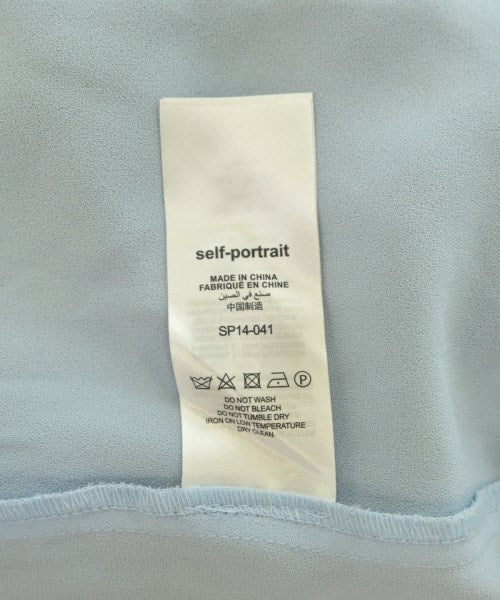 self-portrait
MADE IN CHINA
FABRIQUÉ EN CHINE
صنع في الصين
中国制造
SP14-041
DO NOT WASH
DO NOT BLEACH
DO NOT TUMBLE DRY
IRON ON LOW TEMPERATURE
DRY CLEAN